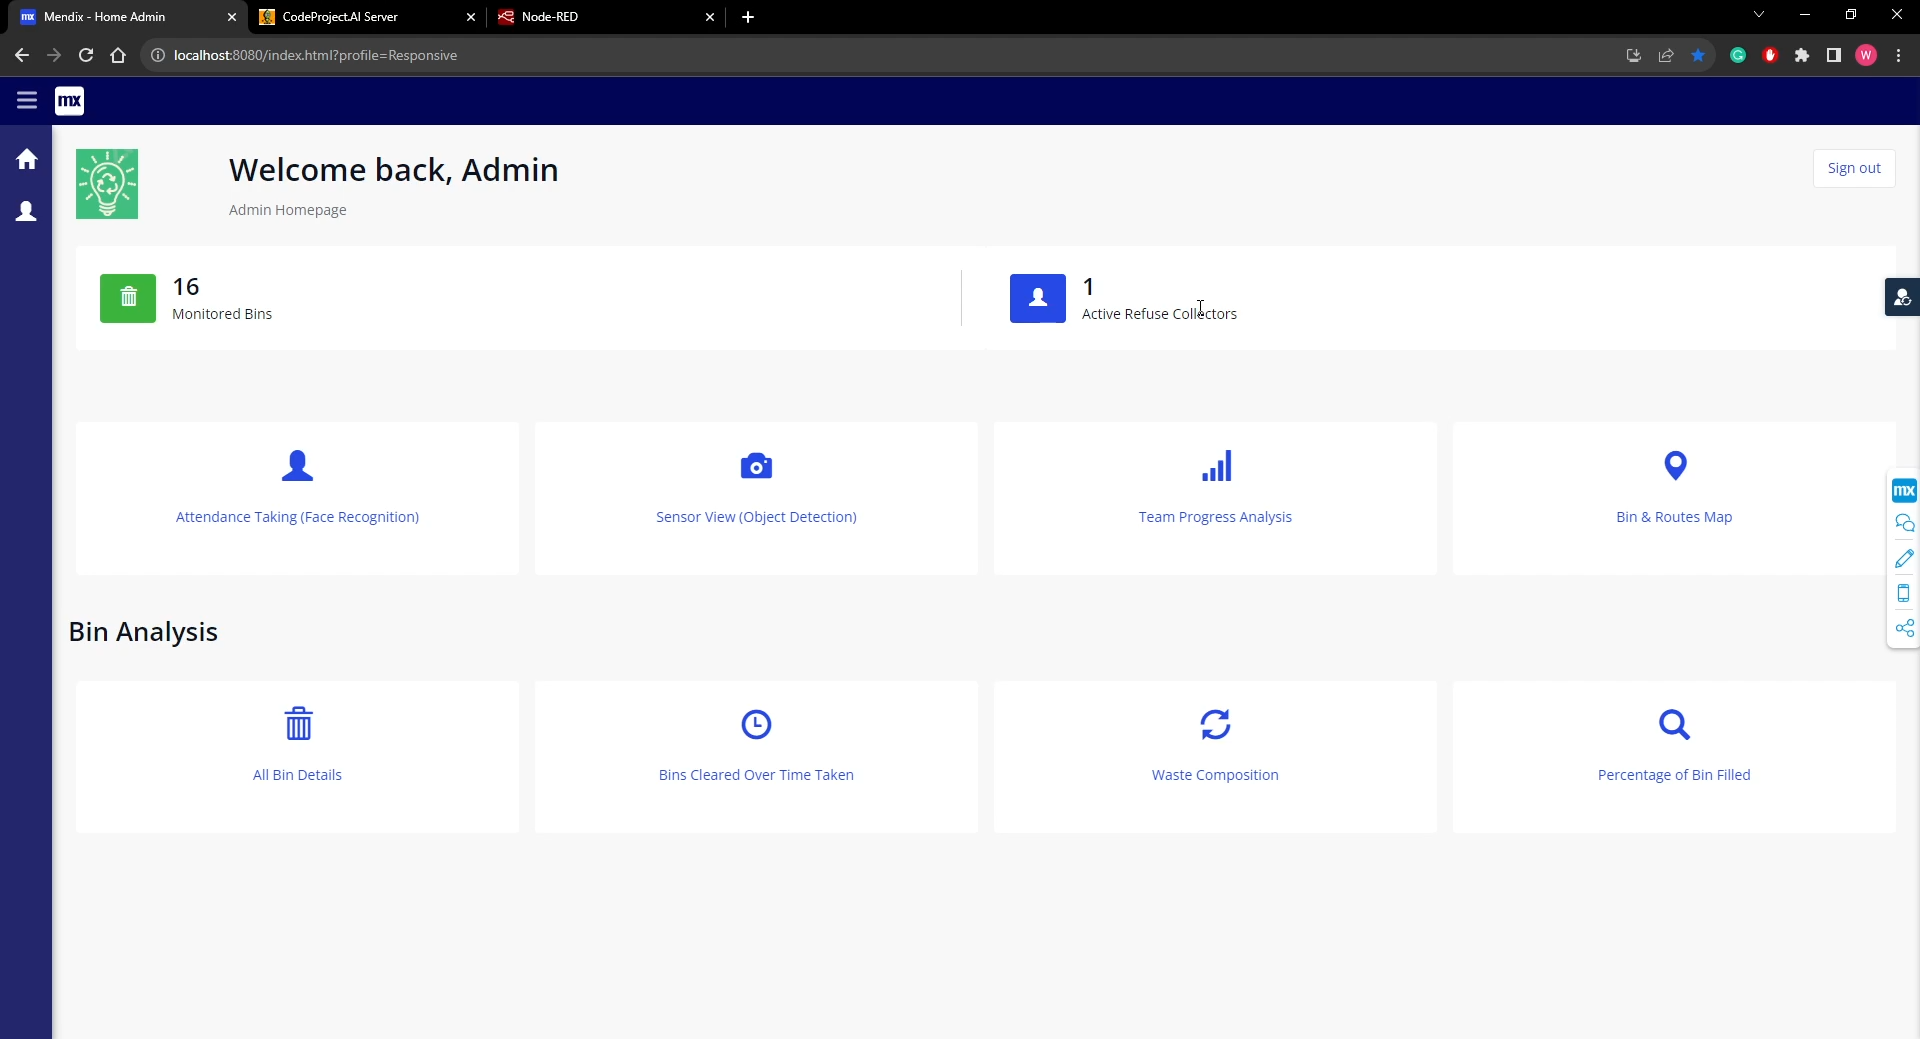 mx Mendix - Home Admin
CodeProject.AI Server
Node-RED
localhost:8080/index.html?profile=Responsive
W
mx
Welcome back, Admin
Sign out
Admin Homepage
16
Monitored Bins
1
Active Refuse Collectors
Attendance Taking (Face Recognition)
Sensor View (Object Detection)
Team Progress Analysis
Bin & Routes Map
mx
Bin Analysis
All Bin Details
Bins Cleared Over Time Taken
Waste Composition
Percentage of Bin Filled